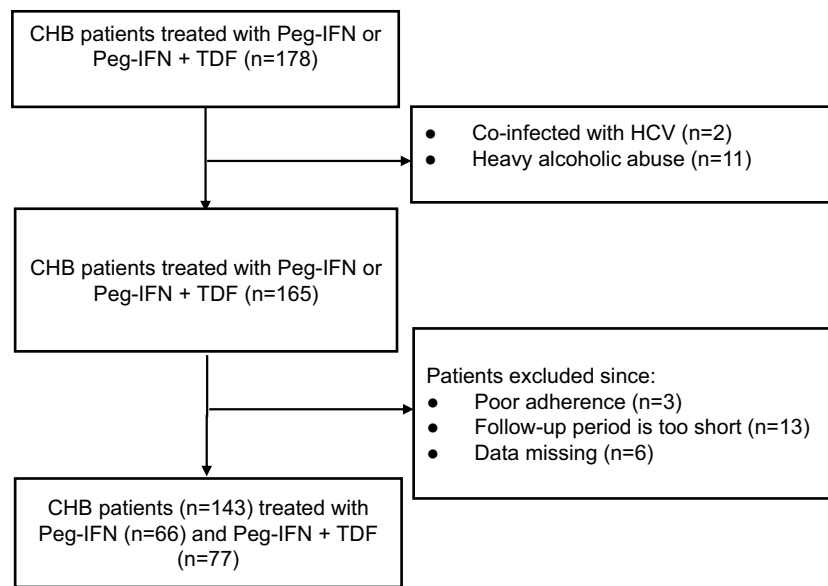 CHB patients treated with Peg-IFN or
Peg-IFN + TDF (n=178)
● Co-infected with HCV (n=2)
● Heavy alcoholic abuse (n=11)
CHB patients treated with Peg-IFN or
Peg-IFN + TDF (n=165)
Patients excluded since:
● Poor adherence (n=3)
● Follow-up period is too short (n=13)
● Data missing (n=6)
CHB patients (n=143) treated with
Peg-IFN (n=66) and Peg-IFN + TDF
(n=77)